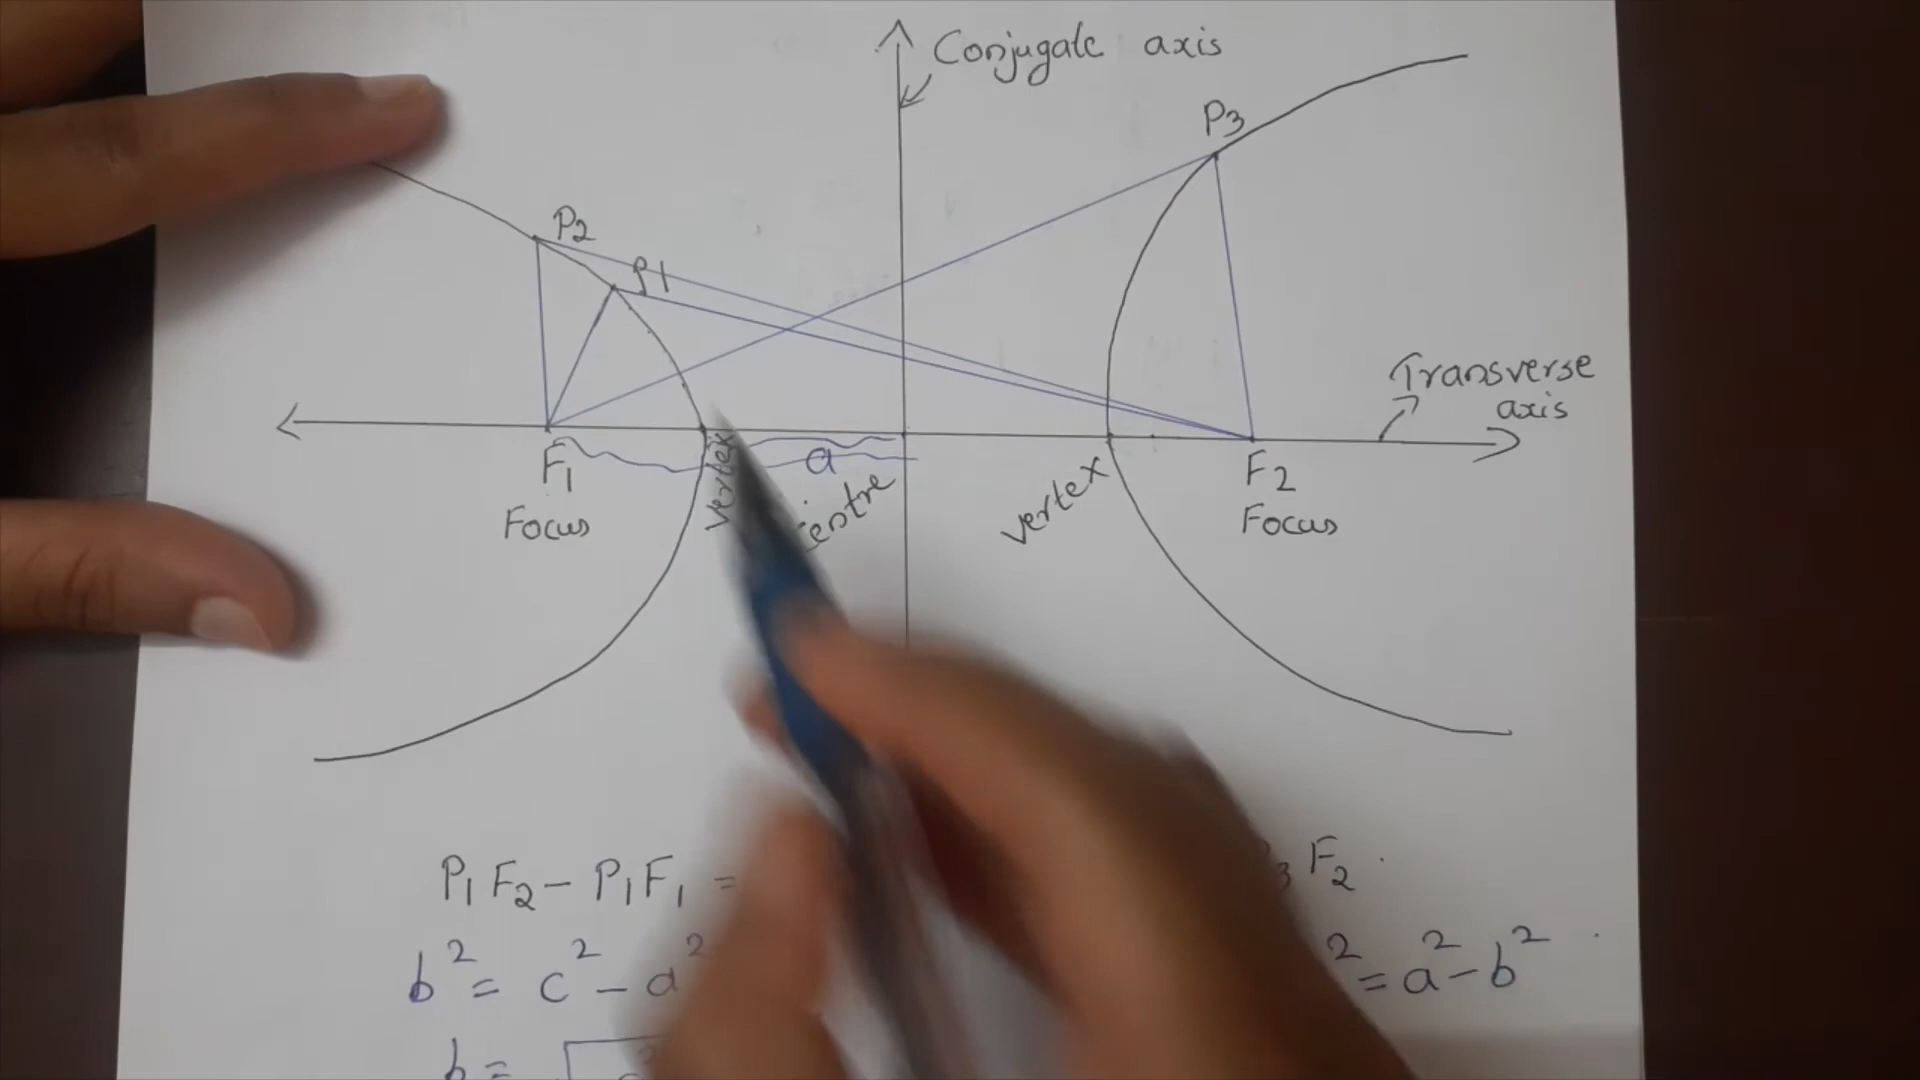 Conjugate axis
P3
P2
P1
Transverse
axis
F1
Focus
vertex
a
centre
vertex
F2
Focus
P1F2 - P1F1 =
3F2 .
b² = c² - a²
² = a² - b² .
b =